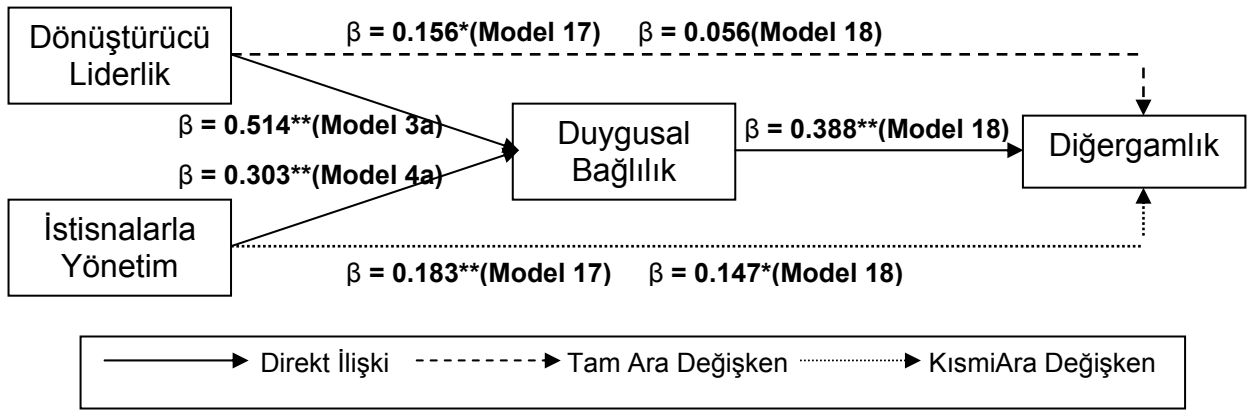 Dönüştürücü
Liderlik
β = 0.156*(Model 17) β = 0.056(Model 18)
β = 0.514**(Model 3a)
β = 0.303**(Model 4a)
Duygusal
Bağlılık
β = 0.388**(Model 18)
Diğergamlık
İstisnalarla
Yönetim
β = 0.183**(Model 17) β = 0.147*(Model 18)
Direkt İlişki Tam Ara Değişken KısmiAra Değişken